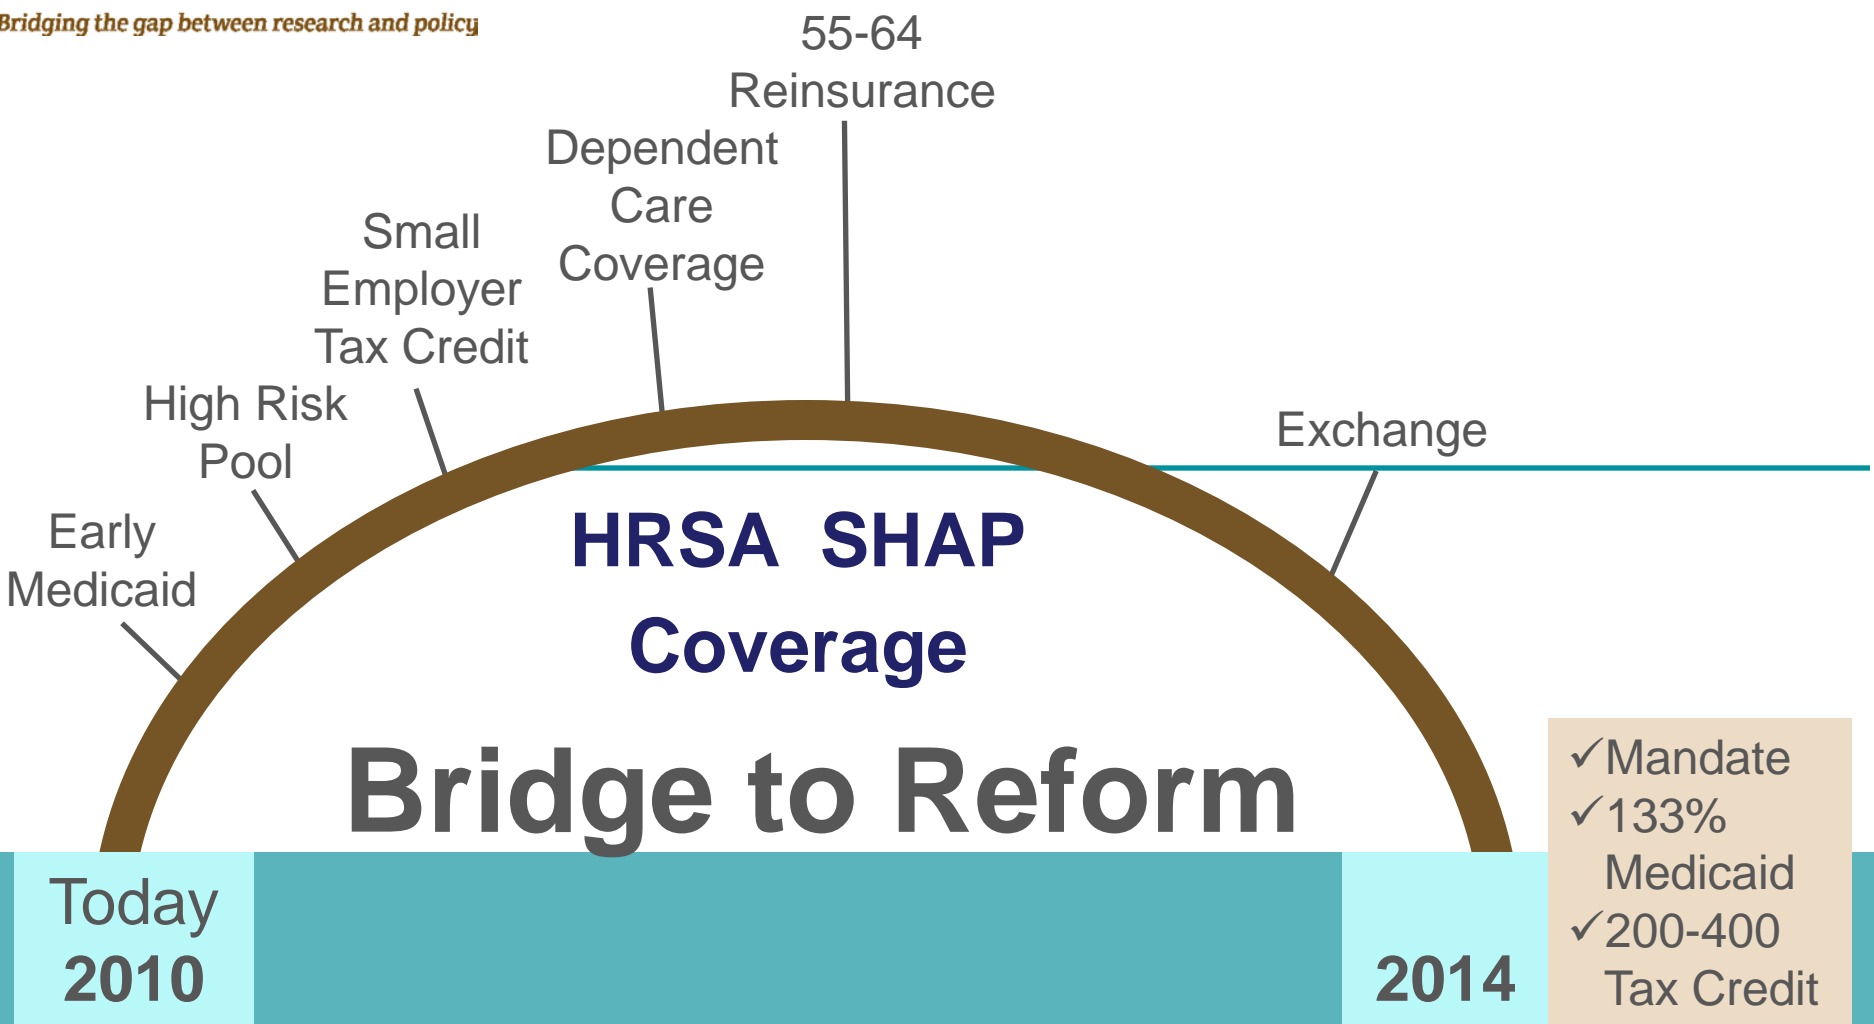 Bridging the gap between research and policy
55-64
Reinsurance
Dependent
Care
Coverage
Small
Employer
Tax Credit
High Risk
Pool
Early
Medicaid
Exchange
HRSA SHAP
Coverage
Bridge to Reform
Today
2010
2014
✓Mandate
✓133%
Medicaid
✓200-400
Tax Credit